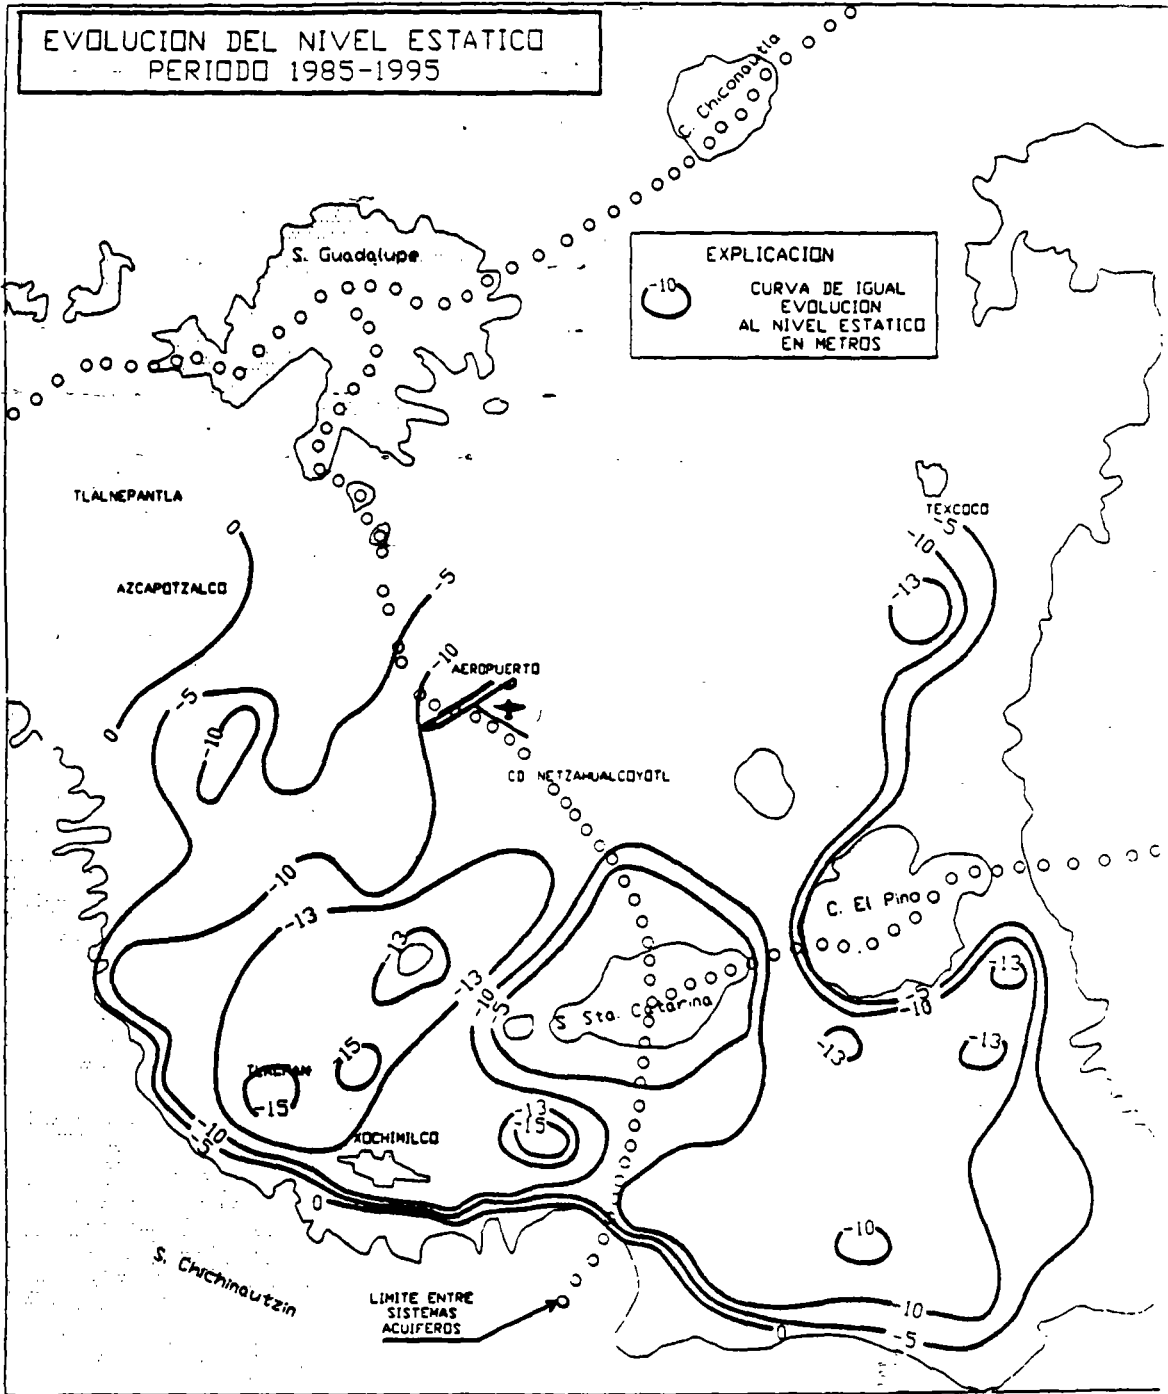 EVOLUCION DEL NIVEL ESTATICO
PERIODO 1985-1995
C. Chiconautla
S. Guadalupe
EXPLICACION
-10
CURVA DE IGUAL
EVOLUCION
AL NIVEL ESTATICO
EN METROS
TLALNEPANTLA
TEXCOCO
-5
0
-10
-13
AZCAPOTZALCO
-5
-10
AEROPUERTO
-5
0
-10
CD NETZAHUALCOYOTL
-10
-13
C. El Pino
-13
-13
-13
-10
-5
-5
-10
S Sta. Catarina
-13
-13
-15
TLALPAN
-15
-13
-15
-10
-5
XOCHIMILCO
0
-10
S. Chichinautzin
LIMITE ENTRE
SISTEMAS
ACUIFEROS
10
0
-5